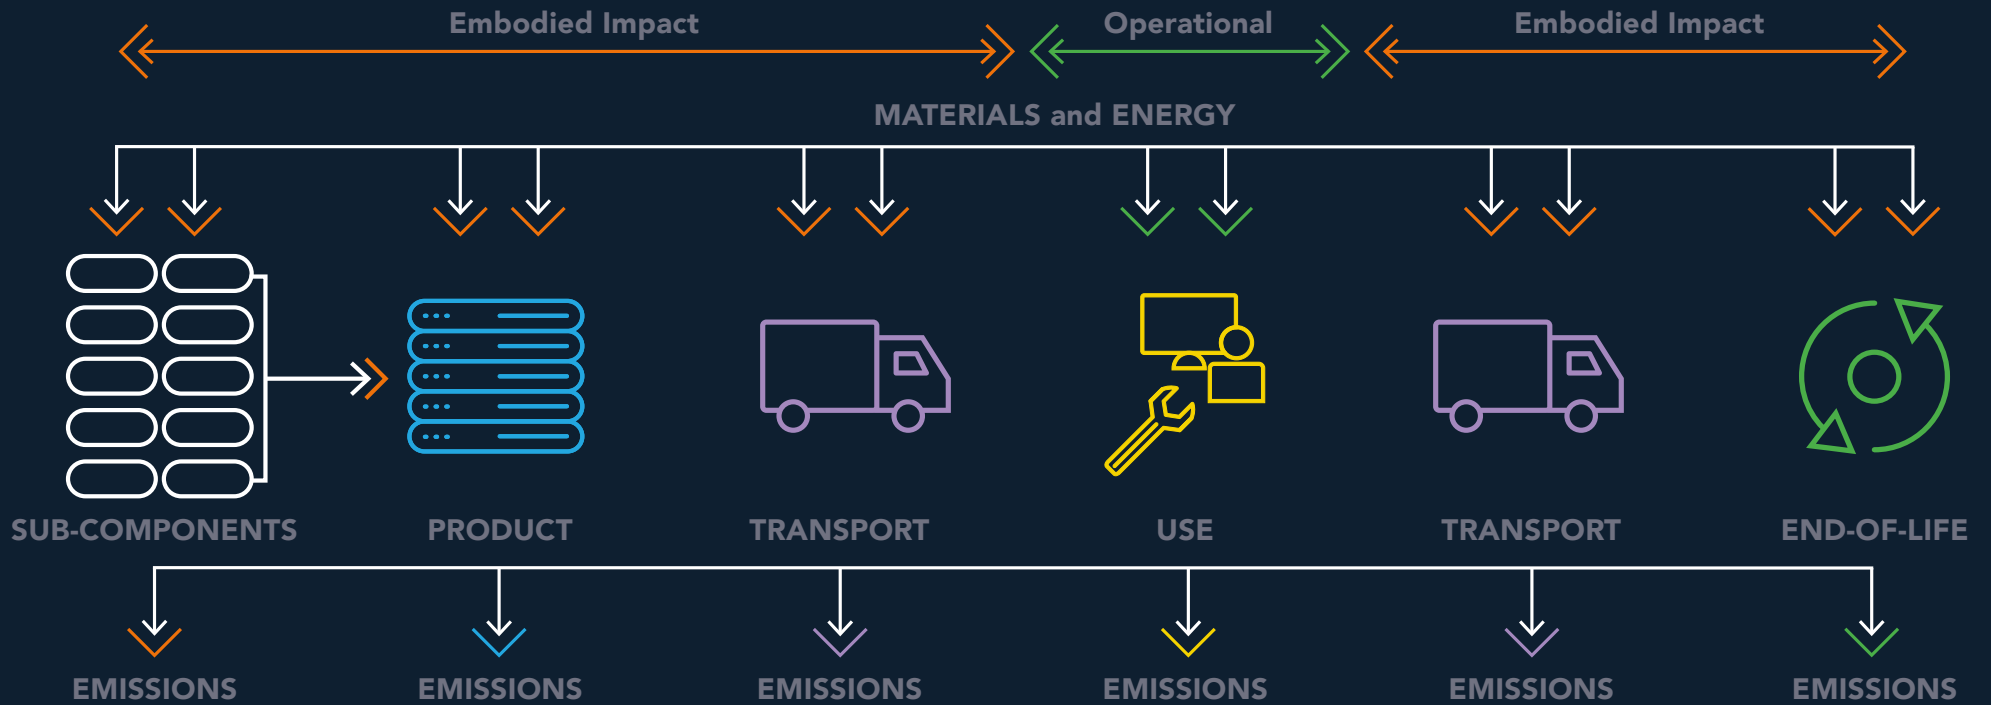 Embodied Impact
Operational
Embodied Impact
MATERIALS and ENERGY
SUB-COMPONENTS
PRODUCT
TRANSPORT
USE
TRANSPORT
END-OF-LIFE
EMISSIONS
EMISSIONS
EMISSIONS
EMISSIONS
EMISSIONS
EMISSIONS